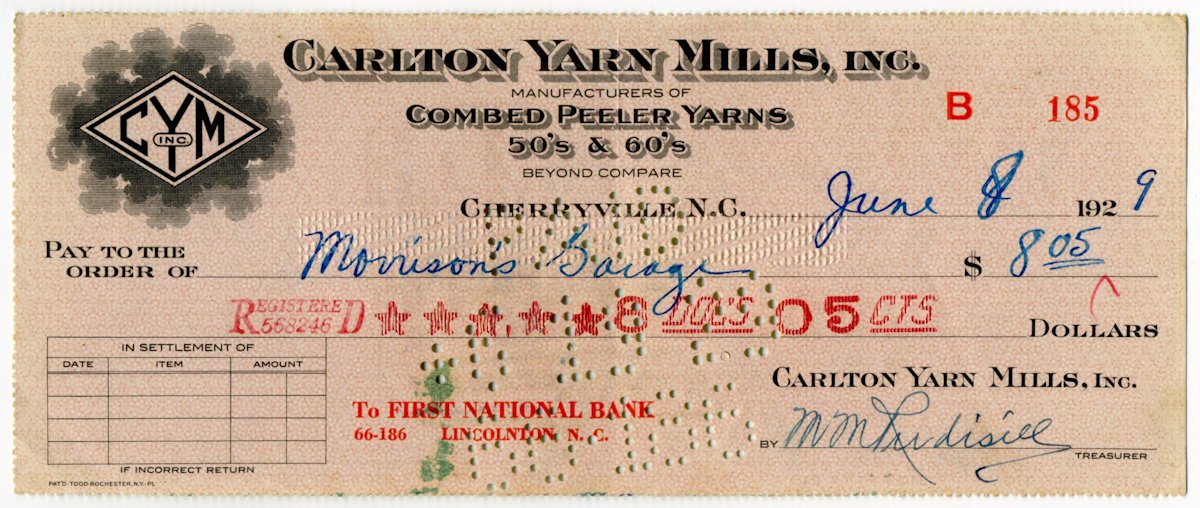 CARLTON YARN MILLS, INC.
MANUFACTURERS OF
COMBED PEELER YARNS
50's & 60's
BEYOND COMPARE
CYM
INC.
B 185
CHERRYVILLE, N.C. June 8 1929
PAY TO THE
ORDER OF Morrison's Garage $ 8 05
REGISTERED
568246
8 DOL'S 05 CTS
DOLLARS
IN SETTLEMENT OF
DATE ITEM AMOUNT
IF INCORRECT RETURN
PAT'D. TODD ROCHESTER, N.Y.-PL
To FIRST NATIONAL BANK
66-186 LINCOLNTON N. C.
CARLTON YARN MILLS, INC.
BY M M Rudisill
TREASURER